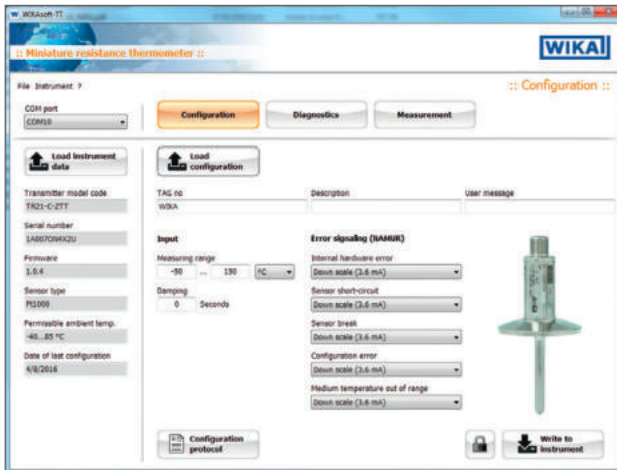 WIKAsoft-TT
:: Miniature resistance thermometer ::
WIKA
File Instrument ?
:: Configuration ::
COM port
COM10
Configuration
Diagnostics
Measurement
Load instrument
data
Load
configuration
Transmitter model code
TR21-C-ZTT
TAG no
WIKA
Description
User message
Serial number
1A007ON4X2U
Input
Error signaling (NAMUR)
Firmware
1.0.4
Measuring range
-50 ... 150 °C
Internal hardware error
Down scale (3.6 mA)
Sensor type
Pt1000
Damping
0 Seconds
Sensor short-circuit
Down scale (3.6 mA)
Permissible ambient temp.
-40...85 °C
Sensor break
Down scale (3.6 mA)
Date of last configuration
4/8/2016
Configuration error
Down scale (3.6 mA)
Medium temperature out of range
Down scale (3.6 mA)
Configuration
protocol
Write to
instrument